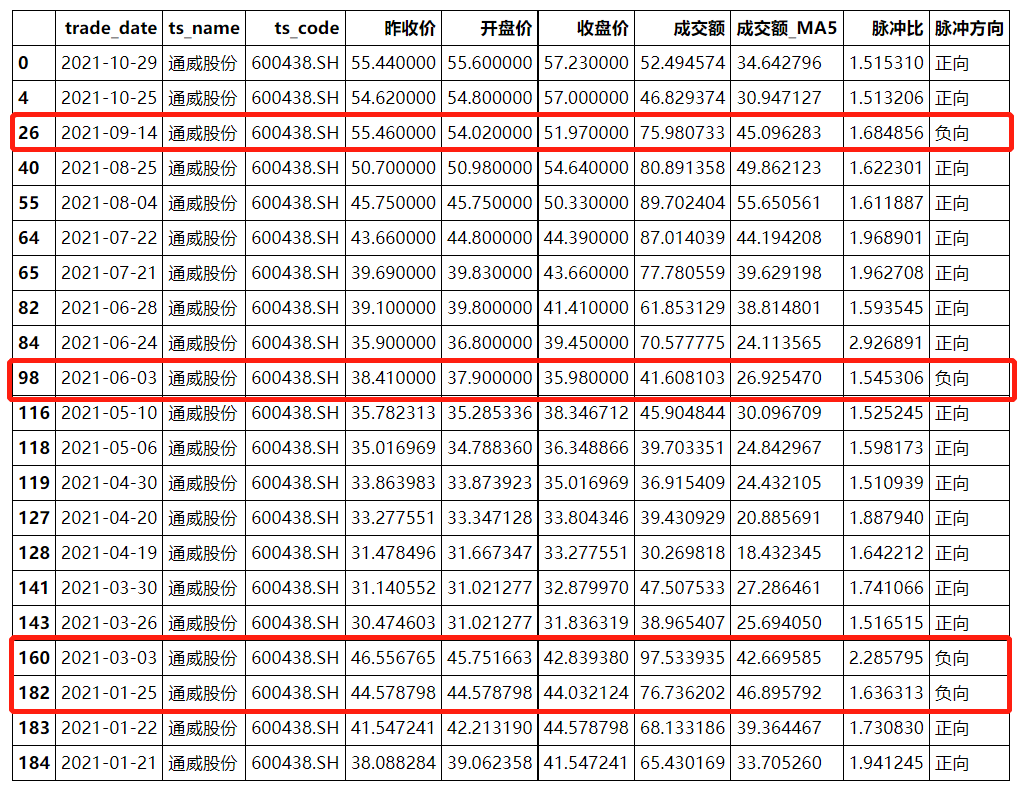 trade_date ts_name ts_code 昨收价 开盘价 收盘价 成交额 成交额_MA5 脉冲比 脉冲方向
0 2021-10-29 通威股份 600438.SH 55.440000 55.600000 57.230000 52.494574 34.642796 1.515310 正向
4 2021-10-25 通威股份 600438.SH 54.620000 54.800000 57.000000 46.829374 30.947127 1.513206 正向
26 2021-09-14 通威股份 600438.SH 55.460000 54.020000 51.970000 75.980733 45.096283 1.684856 负向
40 2021-08-25 通威股份 600438.SH 50.700000 50.980000 54.640000 80.891358 49.862123 1.622301 正向
55 2021-08-04 通威股份 600438.SH 45.750000 45.750000 50.330000 89.702404 55.650561 1.611887 正向
64 2021-07-22 通威股份 600438.SH 43.660000 44.800000 44.390000 87.014039 44.194208 1.968901 正向
65 2021-07-21 通威股份 600438.SH 39.690000 39.830000 43.660000 77.780559 39.629198 1.962708 正向
82 2021-06-28 通威股份 600438.SH 39.100000 39.800000 41.410000 61.853129 38.814801 1.593545 正向
84 2021-06-24 通威股份 600438.SH 35.900000 36.800000 39.450000 70.577775 24.113565 2.926891 正向
98 2021-06-03 通威股份 600438.SH 38.410000 37.900000 35.980000 41.608103 26.925470 1.545306 负向
116 2021-05-10 通威股份 600438.SH 35.782313 35.285336 38.346712 45.904844 30.096709 1.525245 正向
118 2021-05-06 通威股份 600438.SH 35.016969 34.788360 36.348866 39.703351 24.842967 1.598173 正向
119 2021-04-30 通威股份 600438.SH 33.863983 33.873923 35.016969 36.915409 24.432105 1.510939 正向
127 2021-04-20 通威股份 600438.SH 33.277551 33.347128 33.804346 39.430929 20.885691 1.887940 正向
128 2021-04-19 通威股份 600438.SH 31.478496 31.667347 33.277551 30.269818 18.432345 1.642212 正向
141 2021-03-30 通威股份 600438.SH 31.140552 31.021277 32.879970 47.507533 27.286461 1.741066 正向
143 2021-03-26 通威股份 600438.SH 30.474603 31.021277 31.836319 38.965407 25.694050 1.516515 正向
160 2021-03-03 通威股份 600438.SH 46.556765 45.751663 42.839380 97.533935 42.669585 2.285795 负向
182 2021-01-25 通威股份 600438.SH 44.578798 44.578798 44.032124 76.736202 46.895792 1.636313 负向
183 2021-01-22 通威股份 600438.SH 41.547241 42.213190 44.578798 68.133186 39.364467 1.730830 正向
184 2021-01-21 通威股份 600438.SH 38.088284 39.062358 41.547241 65.430169 33.705260 1.941245 正向